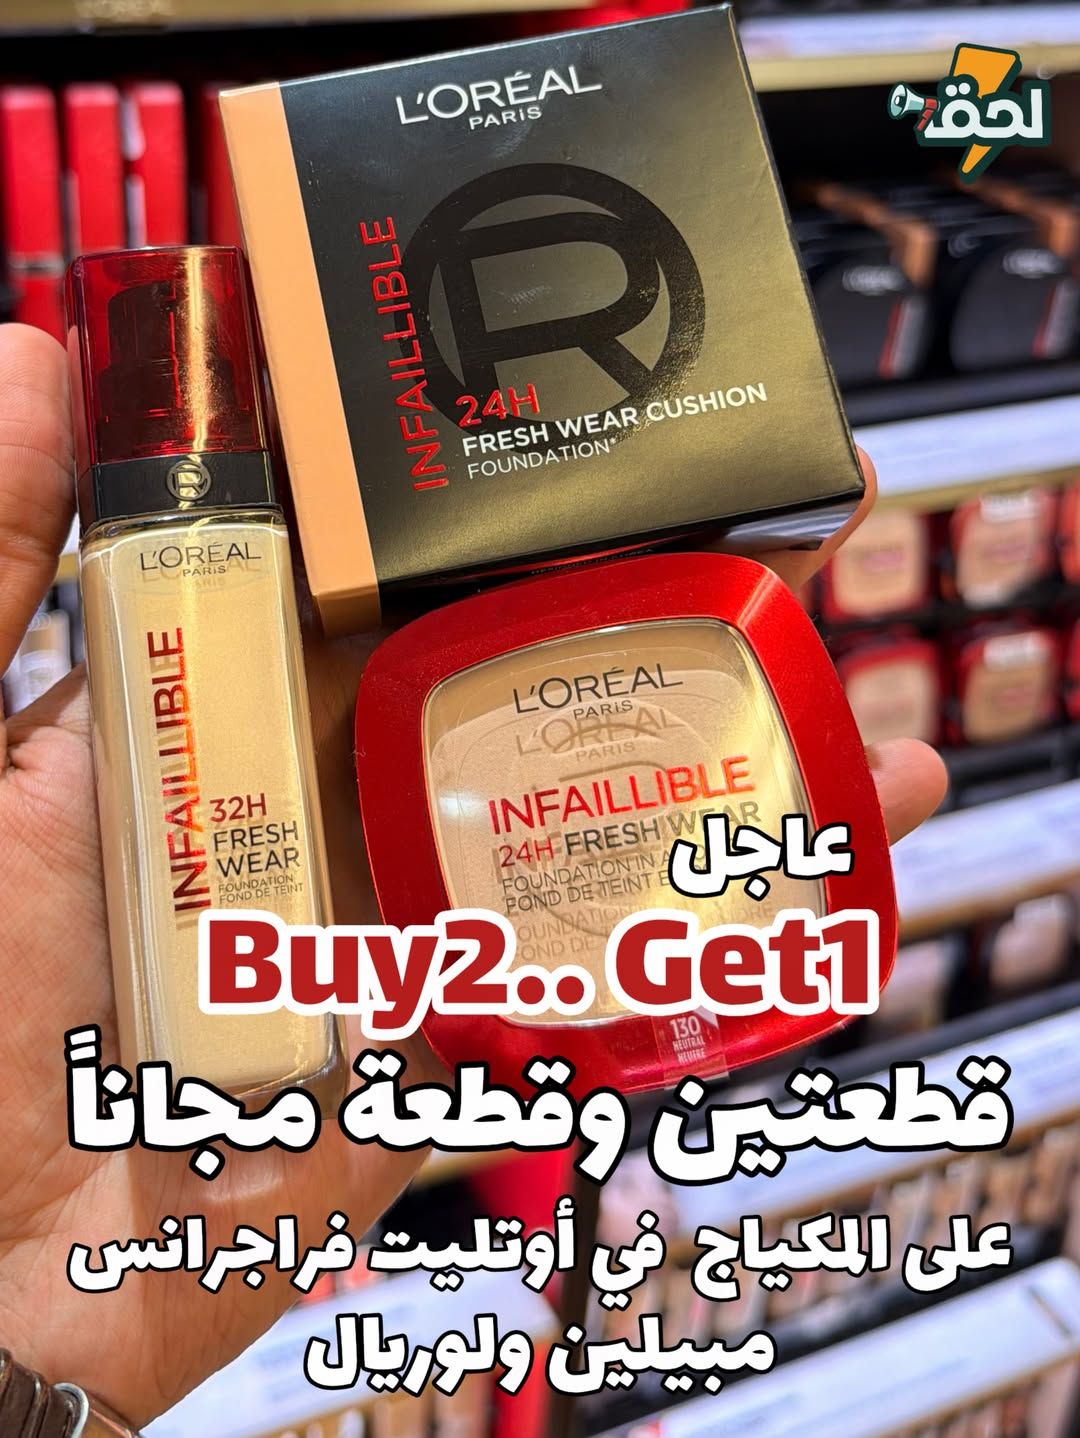 لحق
L'ORÉAL
PARIS
INFAILLIBLE
24H
FRESH WEAR CUSHION
FOUNDATION*
L'ORÉAL
PARIS
INFAILLIBLE
32H
FRESH
WEAR
FOUNDATION
FOND DE TEINT
L'ORÉAL
PARIS
INFAILLIBLE
24H FRESH WEAR
FOUNDATION IN A
FOND DE TEINT
130
NEUTRAL
NEUTRE
عاجل
Buy2.. Get1
قطعتين وقطعة مجاناً
على المكياج في أوتليت فراجرانس
مبيلين ولوريال